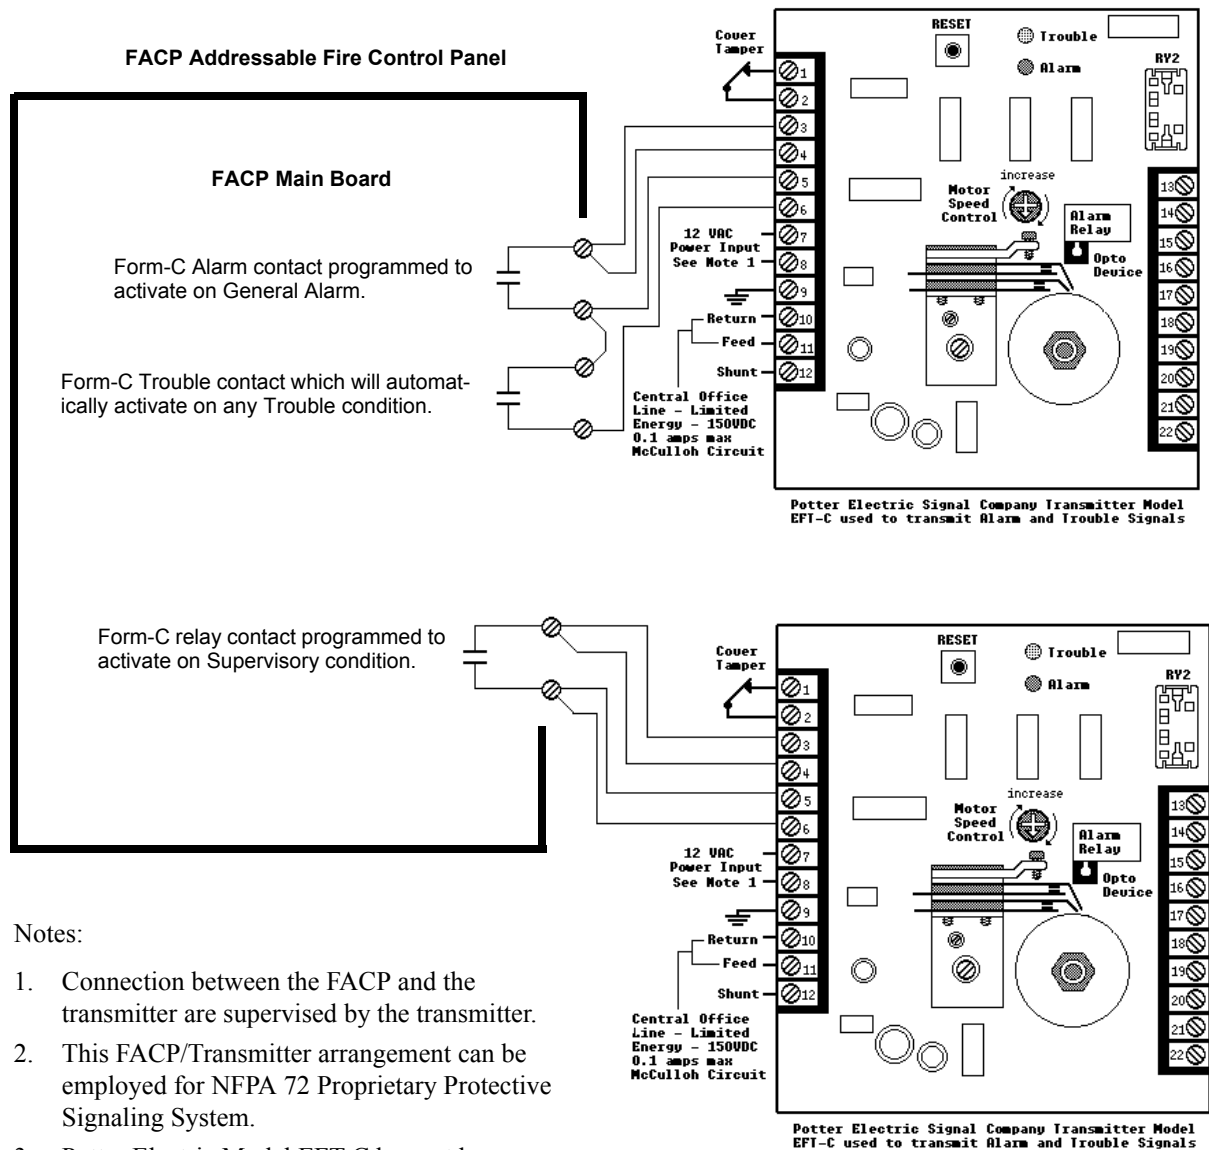 FACP Addressable Fire Control Panel
FACP Main Board
Form-C Alarm contact programmed to
activate on General Alarm.
Form-C Trouble contact which will automat-
ically activate on any Trouble condition.
Cover
Tamper
1
2
3
4
5
6
12 VAC
Power Input
See Note 1
7
8
9
Return
10
Feed
11
Shunt
12
Central Office
Line - Limited
Energy - 150VDC
0.1 amps max
McCulloh Circuit
RESET
Trouble
Alarm
RY2
increase
Motor
Speed
Control
Alarm
Relay
Opto
Device
13
14
15
16
17
18
19
20
21
22
Potter Electric Signal Company Transmitter Model
EFT-C used to transmit Alarm and Trouble Signals
Form-C relay contact programmed to
activate on Supervisory condition.
Cover
Tamper
1
2
3
4
5
6
12 VAC
Power Input
See Note 1
7
8
9
Return
10
Feed
11
Shunt
12
Central Office
Line - Limited
Energy - 150VDC
0.1 amps max
McCulloh Circuit
RESET
Trouble
Alarm
RY2
increase
Motor
Speed
Control
Alarm
Relay
Opto
Device
13
14
15
16
17
18
19
20
21
22
Potter Electric Signal Company Transmitter Model
EFT-C used to transmit Alarm and Trouble Signals
Notes:
1. Connection between the FACP and the
transmitter are supervised by the transmitter.
2. This FACP/Transmitter arrangement can be
employed for NFPA 72 Proprietary Protective
Signaling System.